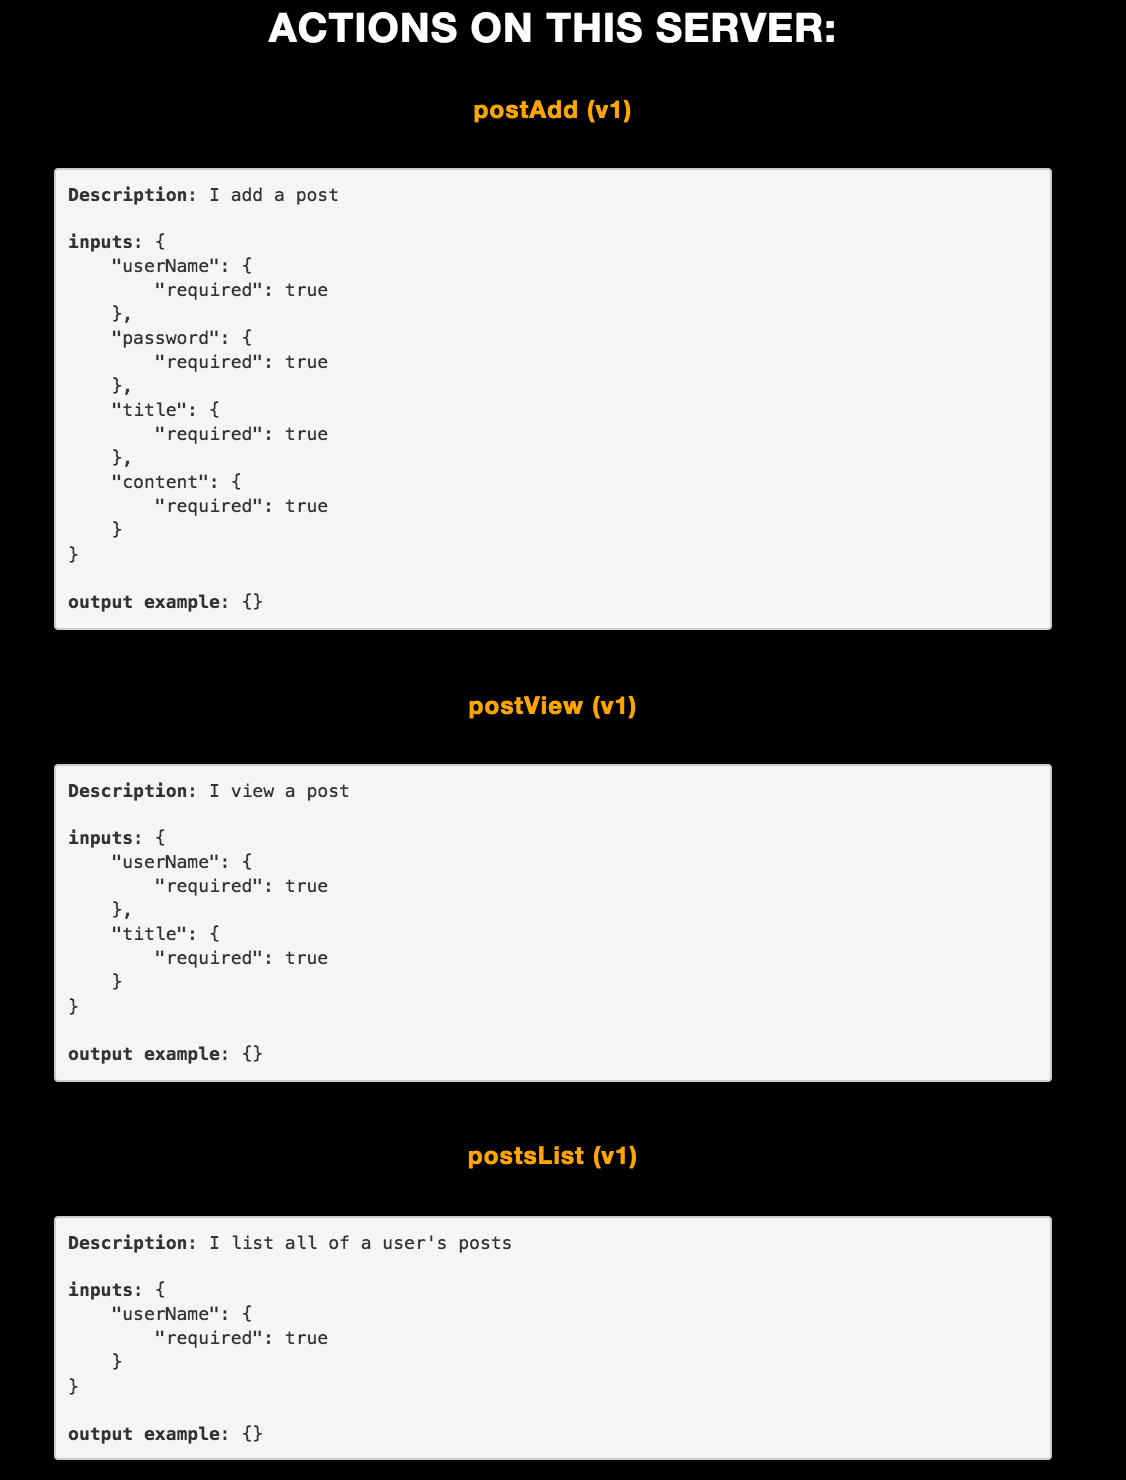 ACTIONS ON THIS SERVER:
postAdd (v1)
Description: I add a post
inputs: {
    "userName": {
        "required": true
    },
    "password": {
        "required": true
    },
    "title": {
        "required": true
    },
    "content": {
        "required": true
    }
}
output example: {}
postView (v1)
Description: I view a post
inputs: {
    "userName": {
        "required": true
    },
    "title": {
        "required": true
    }
}
output example: {}
postsList (v1)
Description: I list all of a user's posts
inputs: {
    "userName": {
        "required": true
    }
}
output example: {}